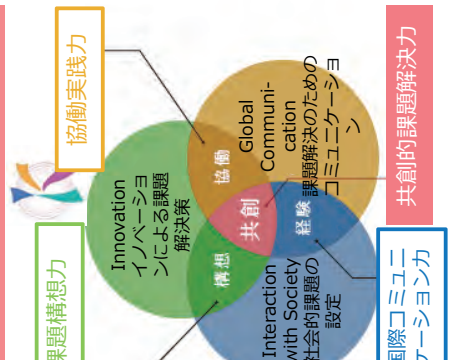 協働実践力
共創的課題解決力
課題構想力
国際コミュニ
ケーション力
Innovation
イノベーショ
ンによる課題
解決策
Global
Communi-
cation
課題解決のための
コミュニケーショ
ン
Interaction
with Society
社会的課題の
設定
協働
共創
構想
経験